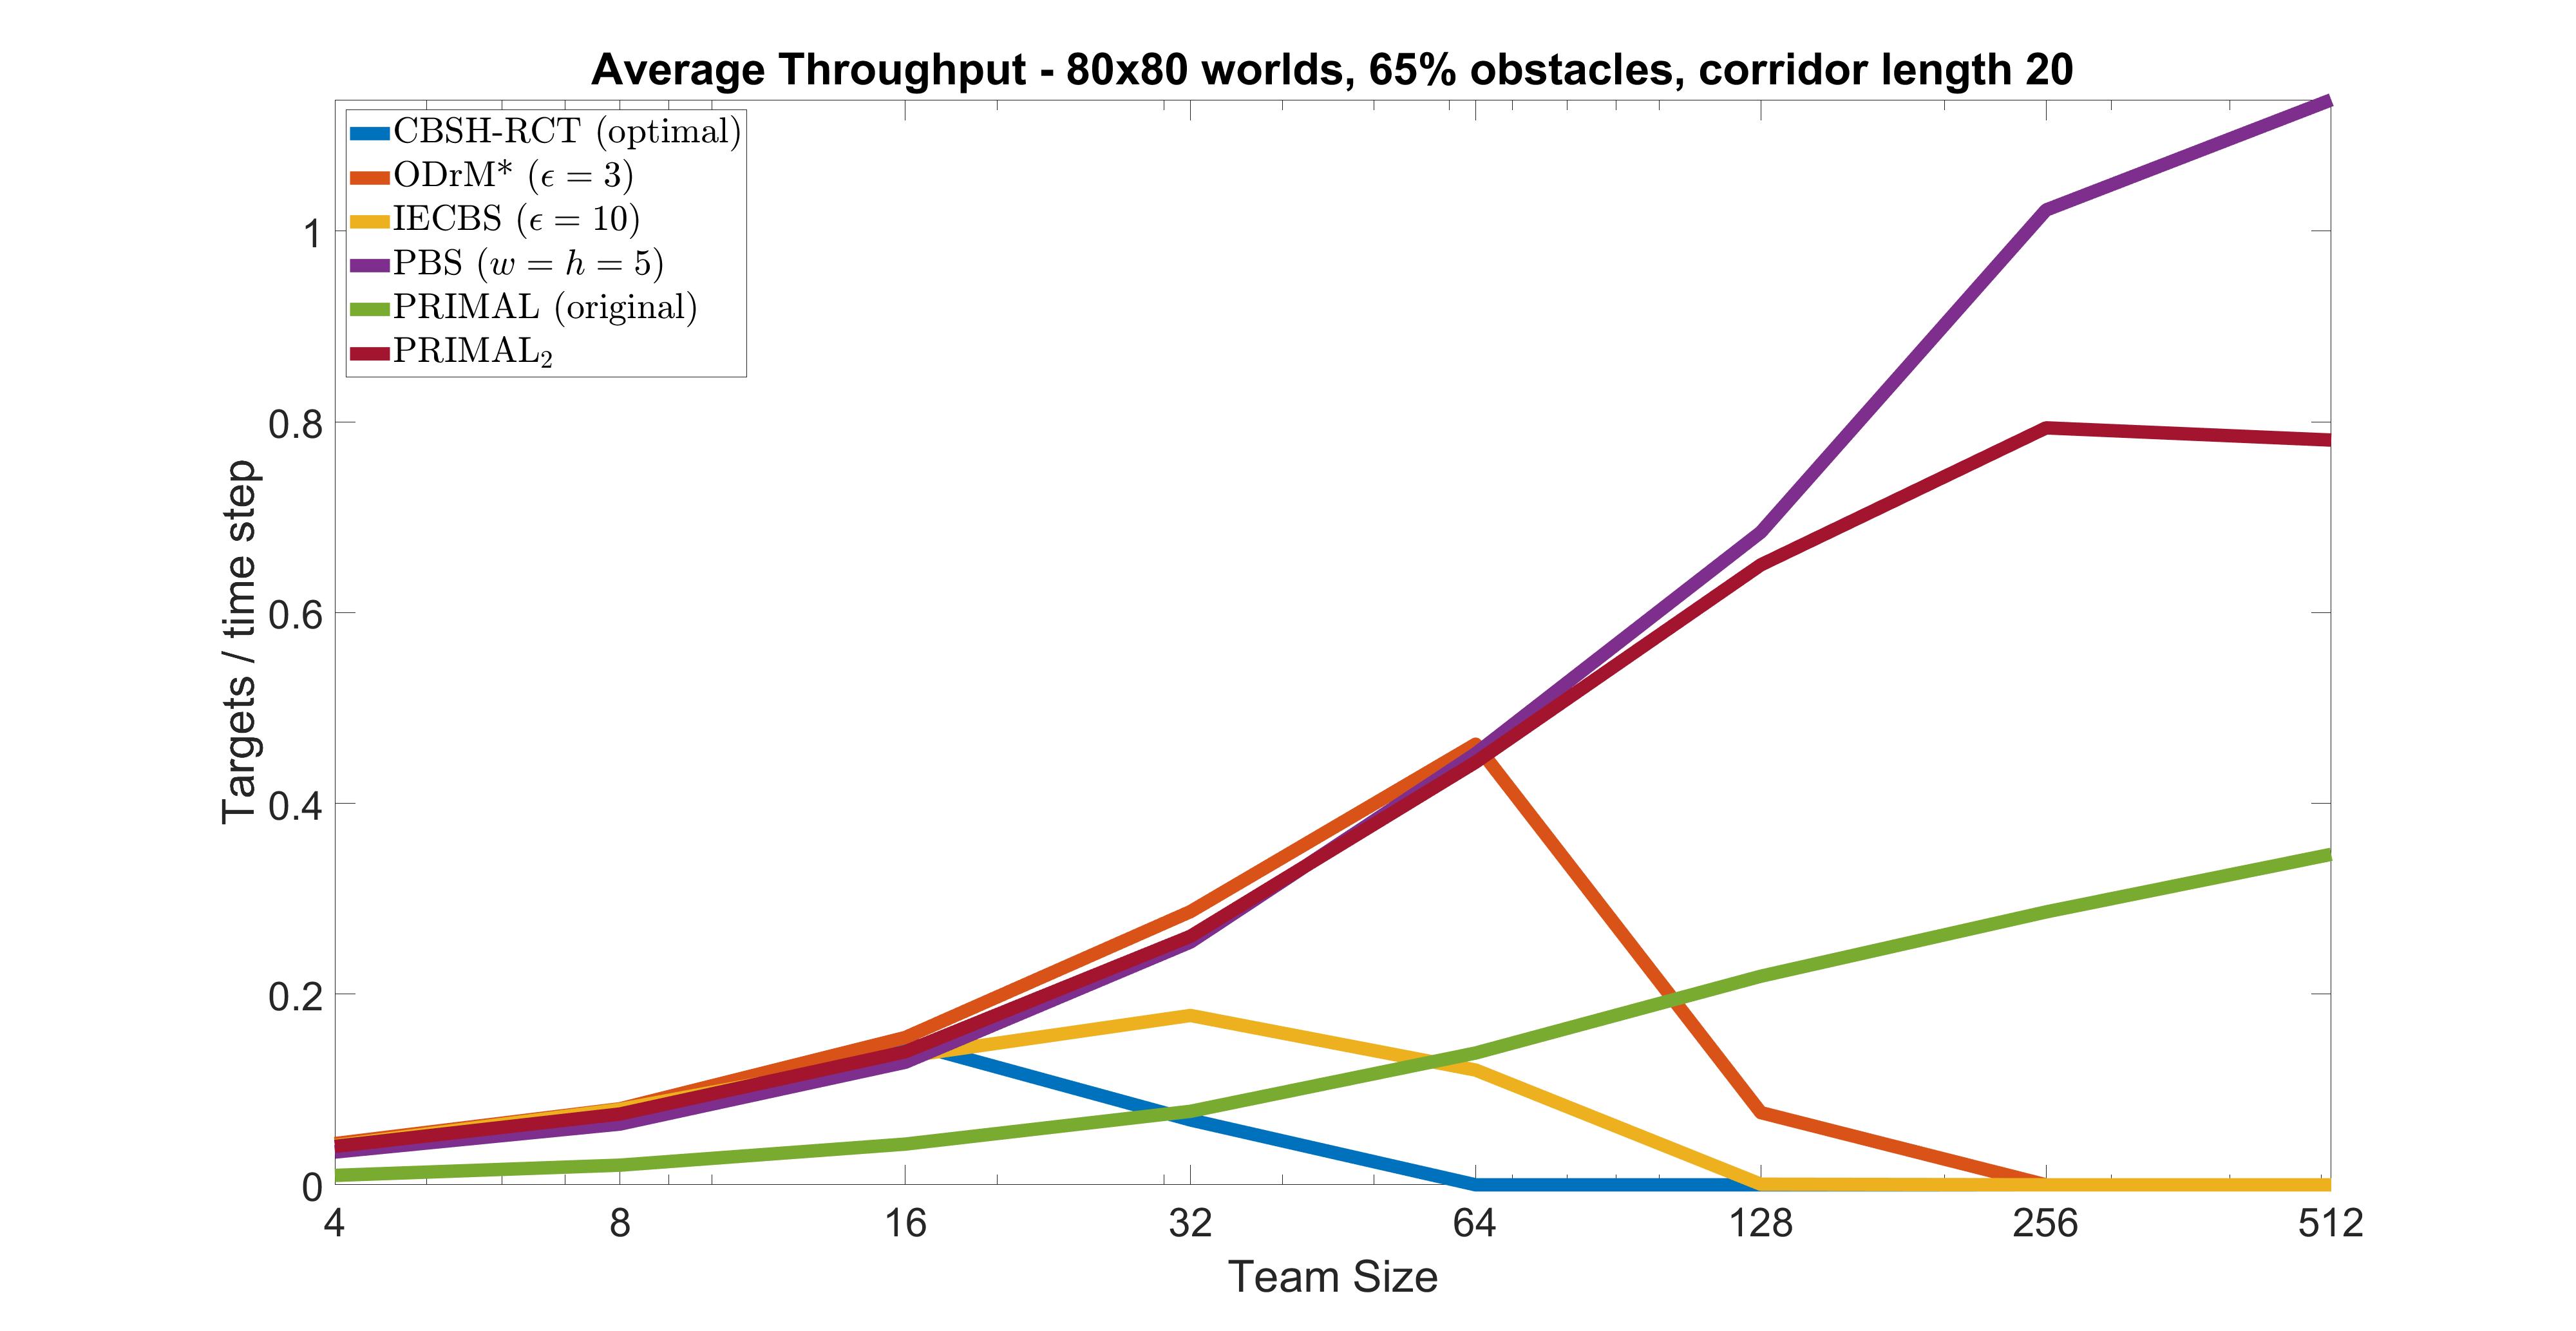 Average Throughput - 80x80 worlds, 65% obstacles, corridor length 20
CBSH-RCT (optimal)
ODrM* (ϵ = 3)
IECBS (ϵ = 10)
PBS (w = h = 5)
PRIMAL (original)
PRIMAL₂
Targets / time step
1
0.8
0.6
0.4
0.2
0
4 8 16 32 64 128 256 512
Team Size